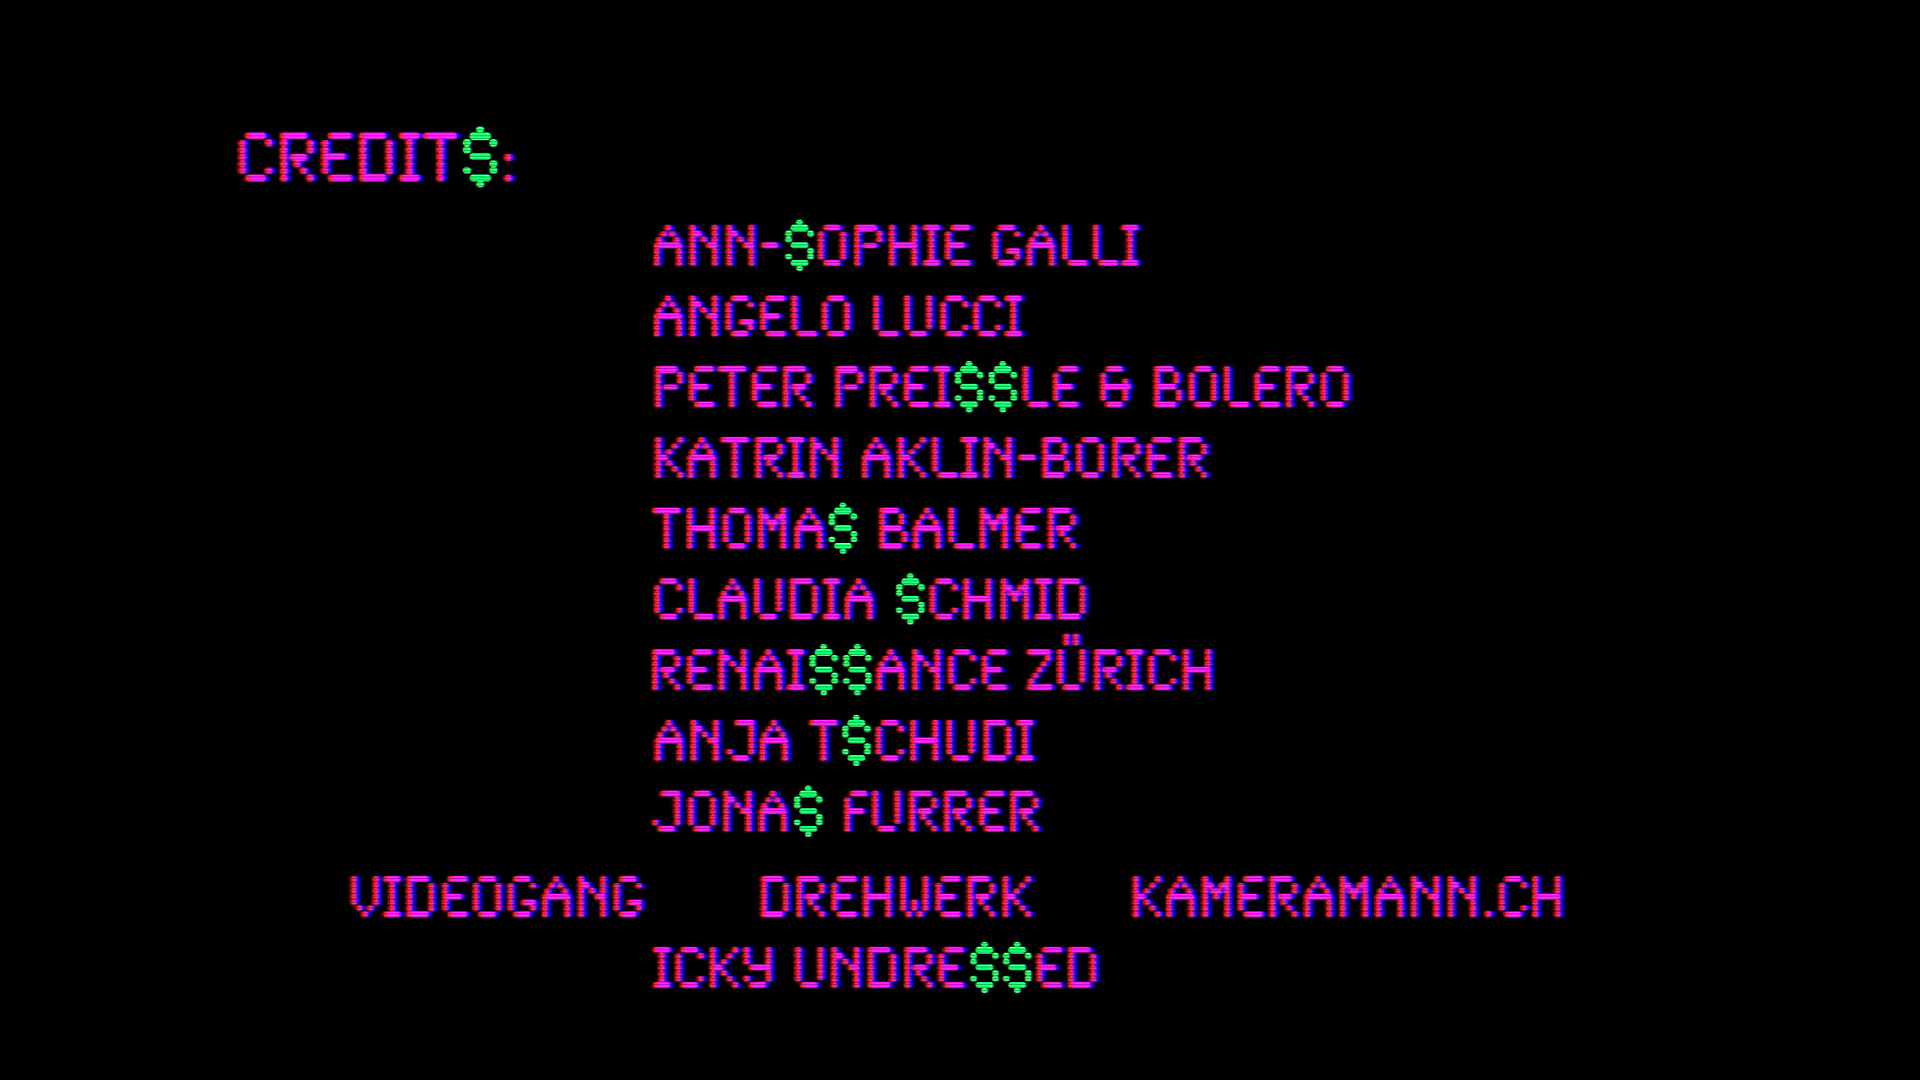 CREDIT$:
ANN-$OPHIE GALLI
ANGELO LUCCI
PETER PREI$$LE & BOLERO
KATRIN AKLIN-BORER
THOMA$ BALMER
CLAUDIA $CHMID
RENAI$$ANCE ZÜRICH
ANJA T$CHUDI
JONA$ FURRER
VIDEOGANG DREHWERK KAMERAMANN.CH
ICKY UNDRE$$ED